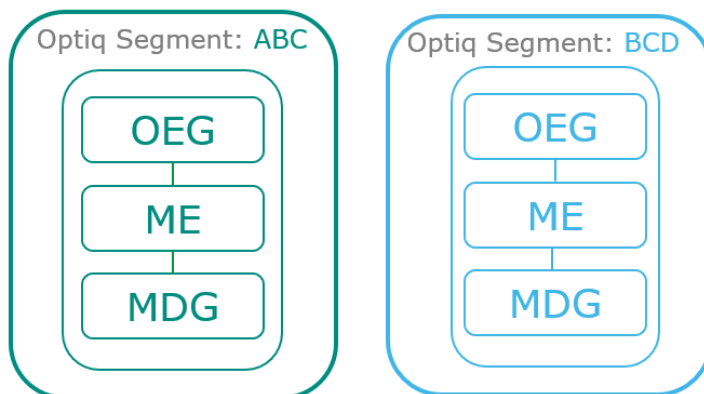 Optiq Segment: ABC
OEG
ME
MDG
Optiq Segment: BCD
OEG
ME
MDG